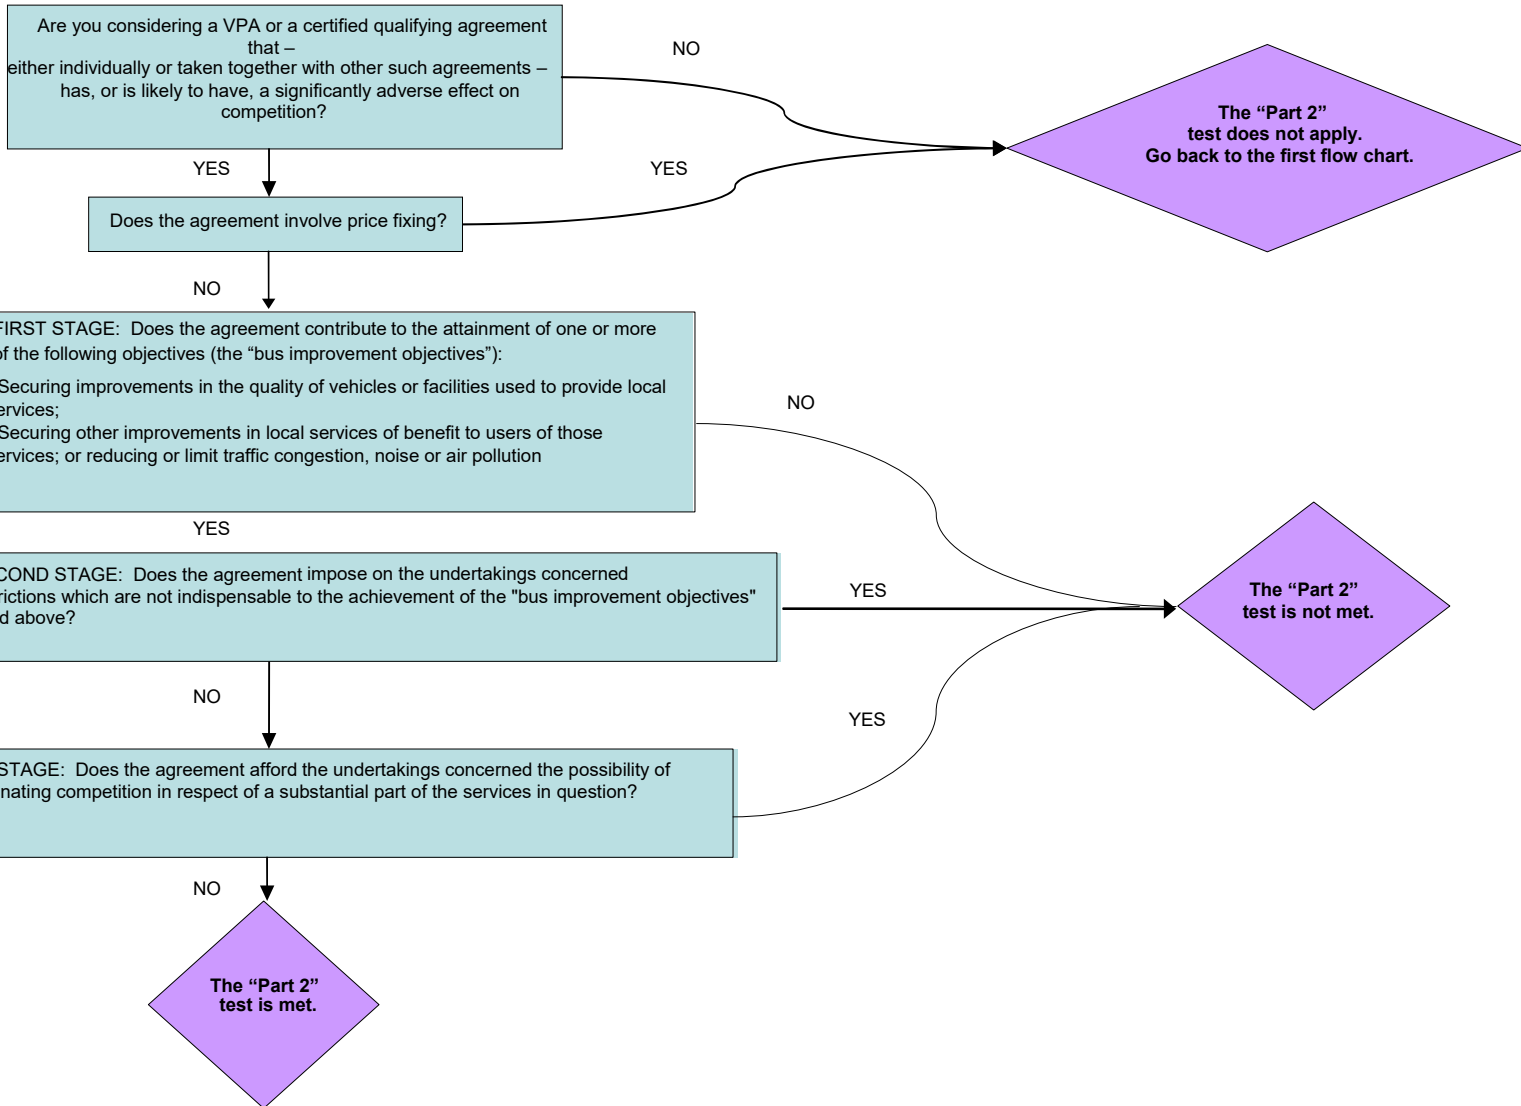 Are you considering a VPA or a certified qualifying agreement
that –
either individually or taken together with other such agreements –
has, or is likely to have, a significantly adverse effect on
competition?
NO
The “Part 2”
test does not apply.
Go back to the first flow chart.
YES
YES
Does the agreement involve price fixing?
NO
FIRST STAGE: Does the agreement contribute to the attainment of one or more
of the following objectives (the “bus improvement objectives”):
Securing improvements in the quality of vehicles or facilities used to provide local
ervices;
Securing other improvements in local services of benefit to users of those
ervices; or reducing or limit traffic congestion, noise or air pollution
NO
YES
COND STAGE: Does the agreement impose on the undertakings concerned
rictions which are not indispensable to the achievement of the "bus improvement objectives"
d above?
YES
The “Part 2”
test is not met.
NO
YES
STAGE: Does the agreement afford the undertakings concerned the possibility of
nating competition in respect of a substantial part of the services in question?
NO
The “Part 2”
test is met.